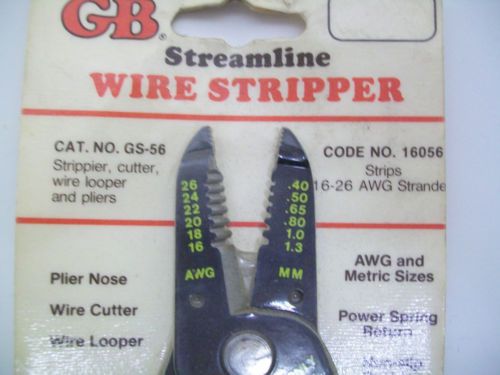 GB®
Streamline
WIRE STRIPPER
CAT. NO. GS-56
Strippier, cutter,
wire looper
and pliers
CODE NO. 16056
Strips
16-26 AWG Strande
26 .40
24 .50
22 .65
20 .80
18 1.0
16 1.3
AWG MM
Plier Nose
Wire Cutter
Wire Looper
AWG and
Metric Sizes
Power Spring
Return